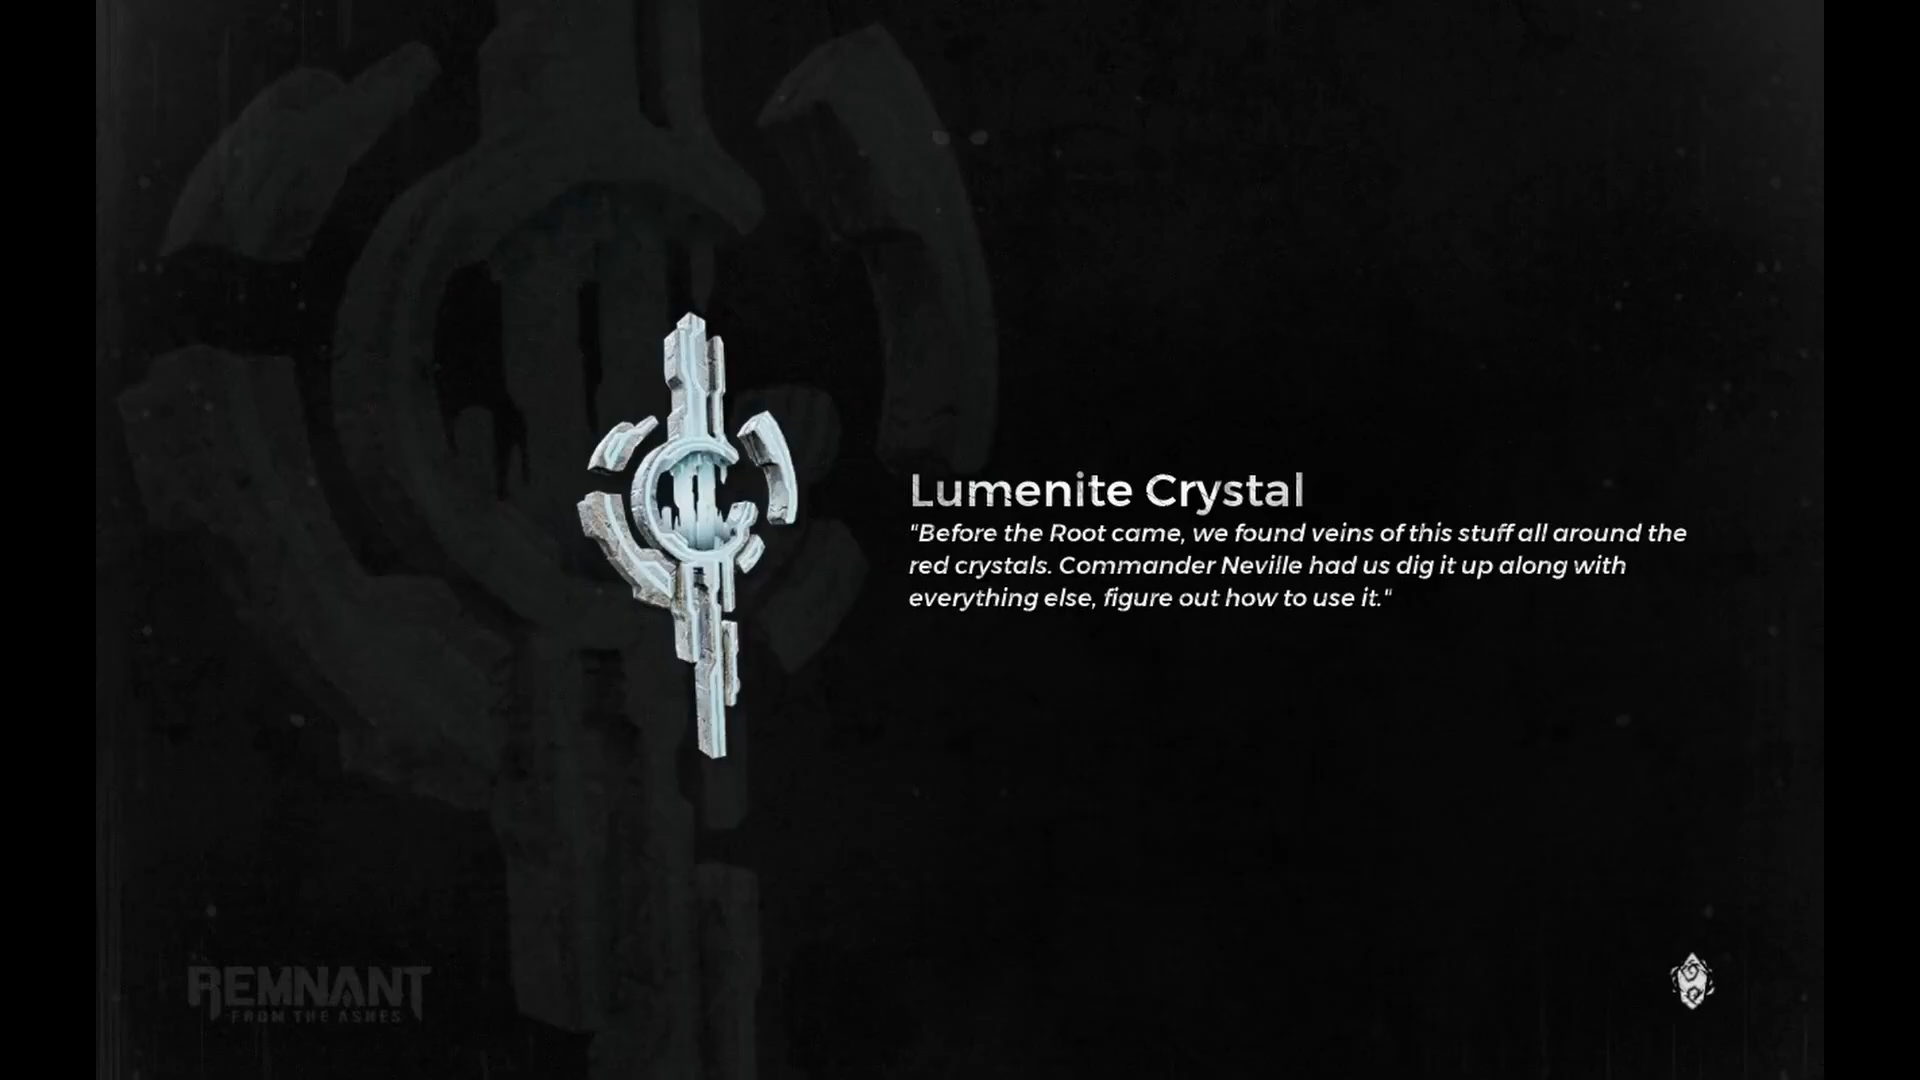 Lumenite Crystal
"Before the Root came, we found veins of this stuff all around the
red crystals. Commander Neville had us dig it up along with
everything else, figure out how to use it."
REMNANT
FROM THE ASHES